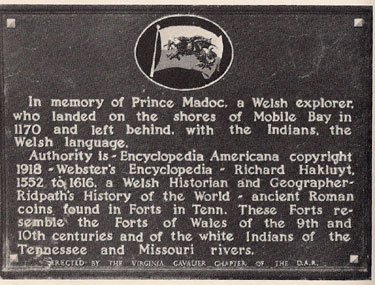 In memory of Prince Madoc, a Welsh explorer,
who landed on the shores of Mobile Bay in
1170 and left behind, with the Indians, the
Welsh language.
Authority is - Encyclopedia Americana copyright
1918 - Webster's Encyclopedia - Richard Hakluyt,
1552 to 1616, a Welsh Historian and Geographer-
Ridpath's History of the World - ancient Roman
coins found in Forts in Tenn. These Forts re-
semble the Forts of Wales of the 9th and
10th centuries and of the white Indians of the
Tennessee and Missouri rivers.
ERECTED BY THE VIRGINIA CAVALIER CHAPTER OF THE D.A.R.